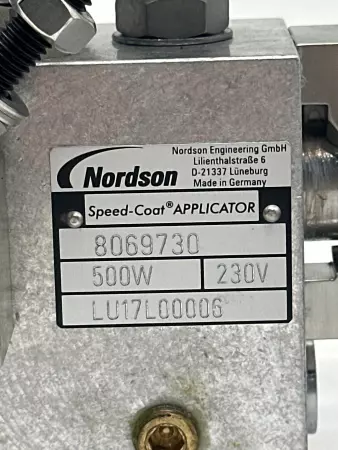 Nordson Engineering GmbH
Lilienthalstraße 6
D-21337 Lüneburg
Made in Germany
Nordson
Speed-Coat® APPLICATOR
8069730
500W 230V
LU17L00006